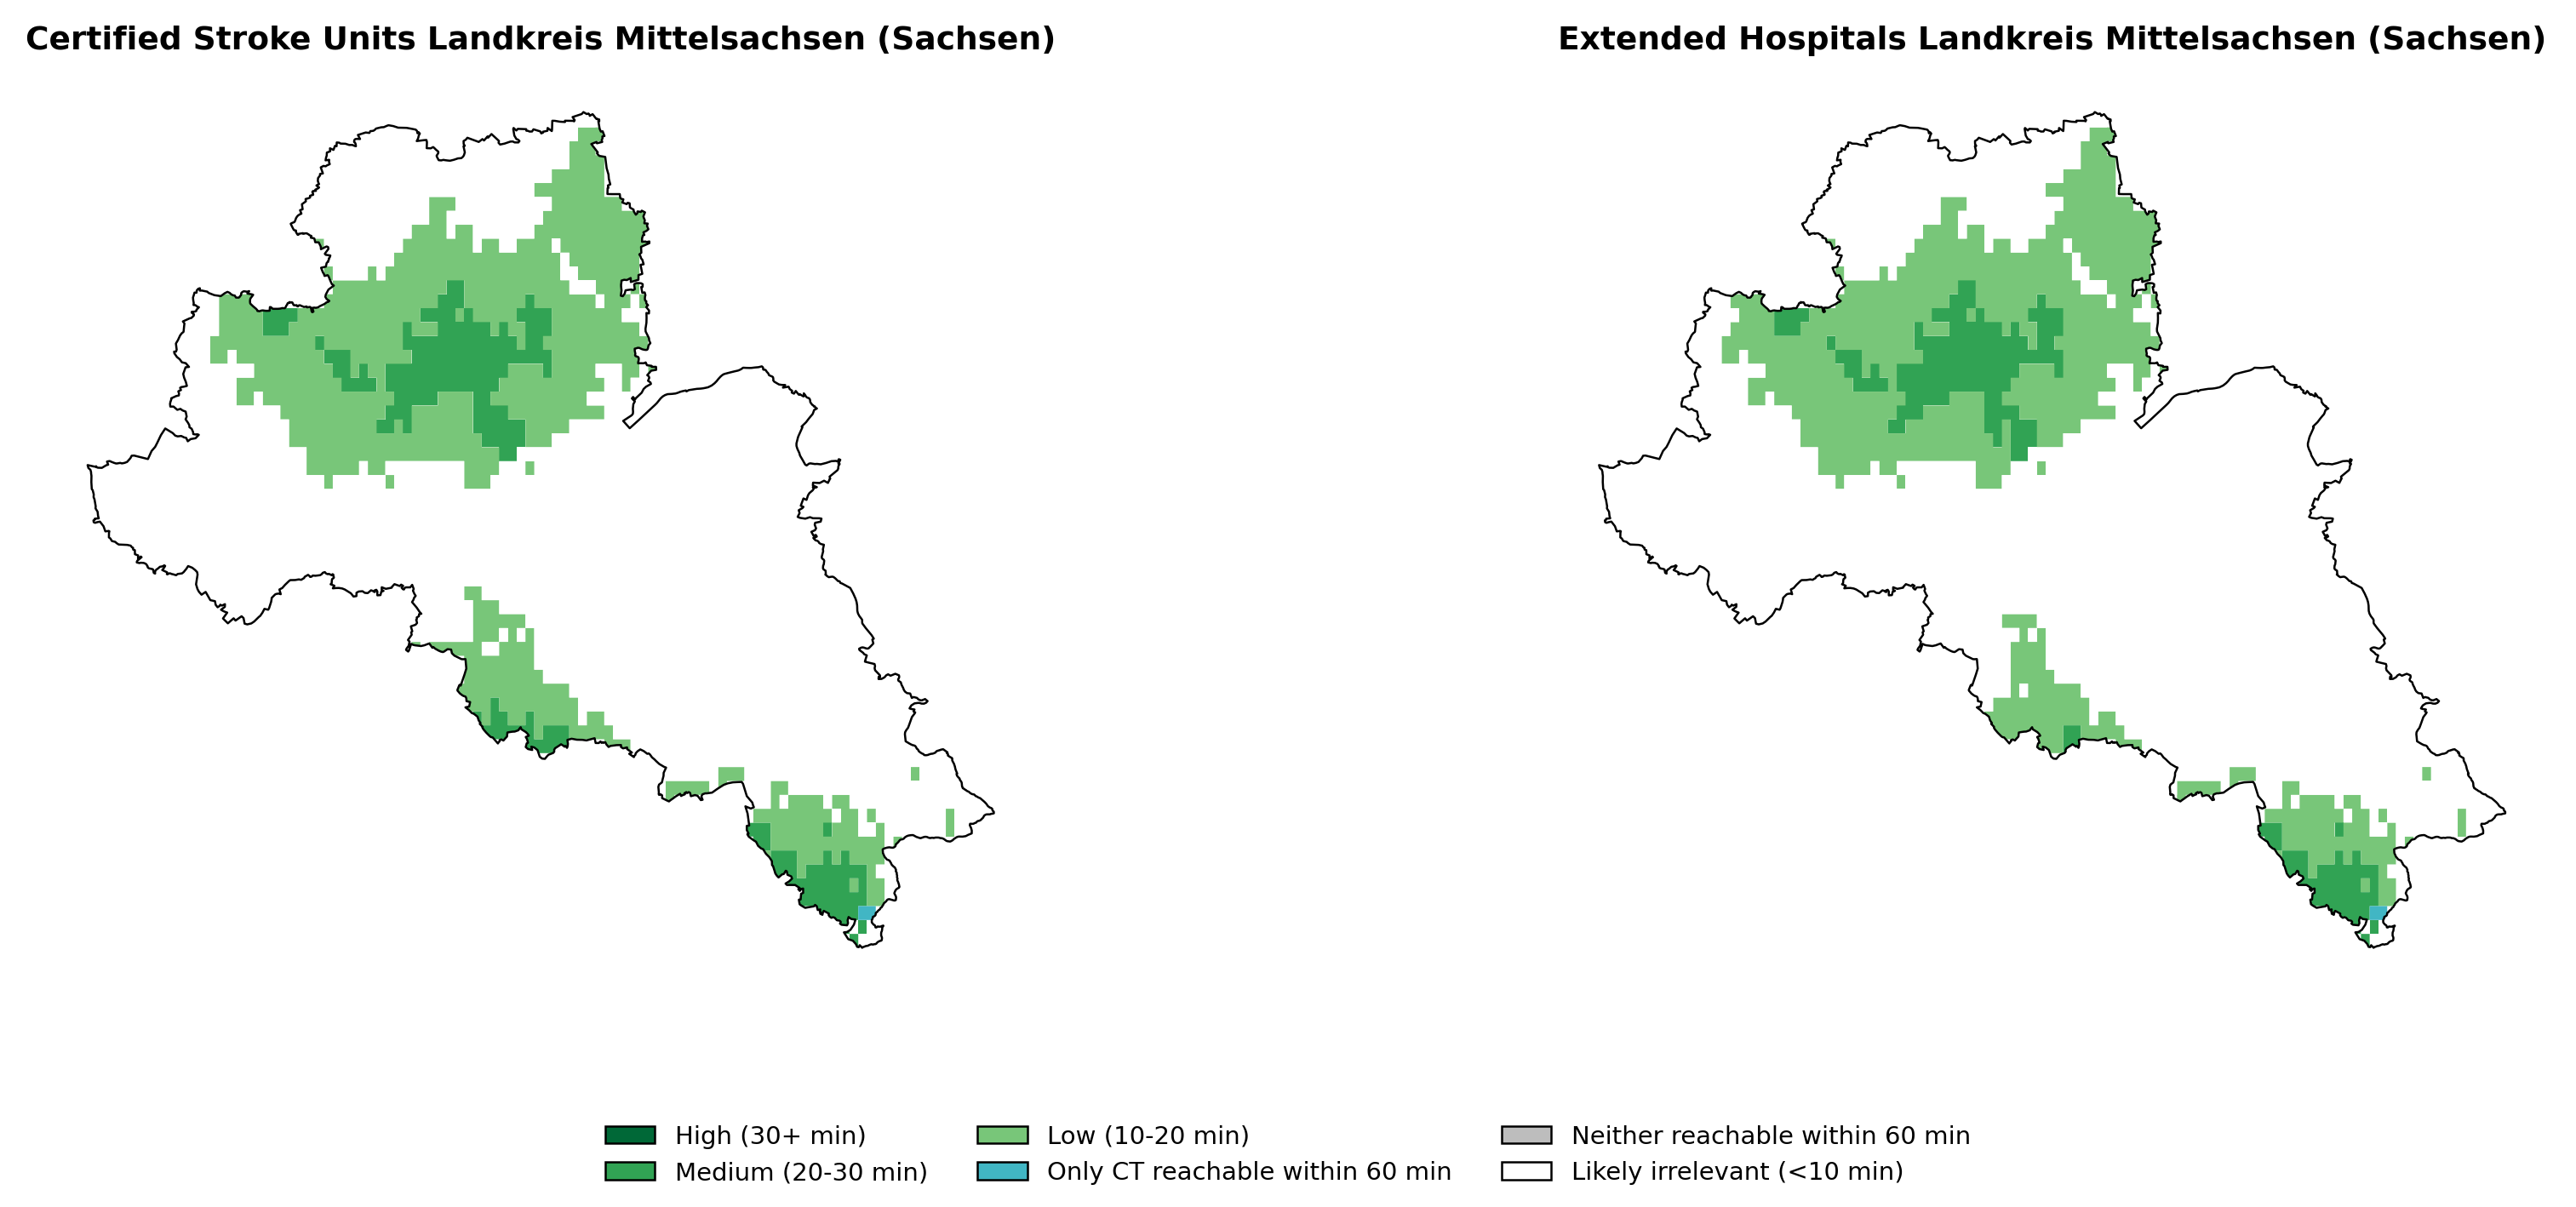 Certified Stroke Units Landkreis Mittelsachsen (Sachsen)
Extended Hospitals Landkreis Mittelsachsen (Sachsen)
High (30+ min)
Medium (20-30 min)
Low (10-20 min)
Only CT reachable within 60 min
Neither reachable within 60 min
Likely irrelevant (<10 min)